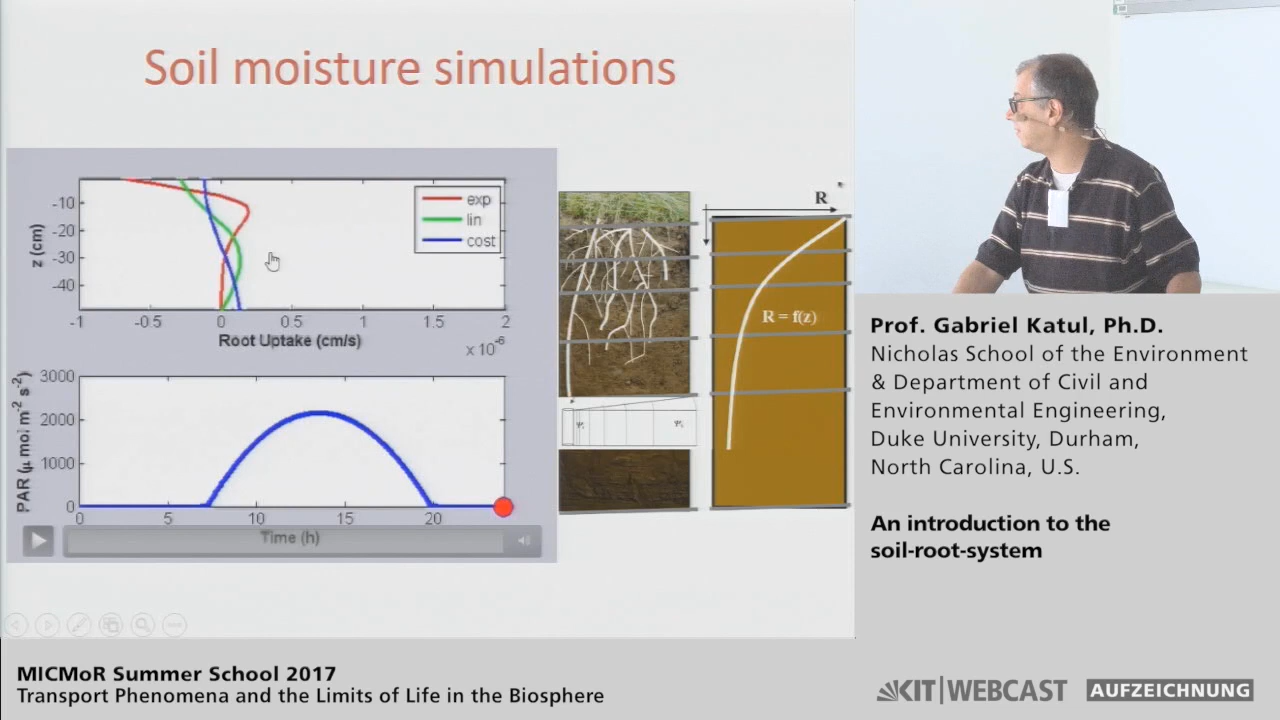 Soil moisture simulations
-10
-20
-30
-40
z (cm)
exp
lin
cost
-1 -0.5 0 0.5 1 1.5 2
Root Uptake (cm/s)
x 10⁻⁶
3000
2000
1000
0
PAR (μ mol m⁻² s⁻²)
0 5 10 15 20
Time (h)
R
R = f(z)
Prof. Gabriel Katul, Ph.D.
Nicholas School of the Environment
& Department of Civil and
Environmental Engineering,
Duke University, Durham,
North Carolina, U.S.
An introduction to the
soil-root-system
MICMoR Summer School 2017
Transport Phenomena and the Limits of Life in the Biosphere
KIT|WEBCAST
AUFZEICHNUNG